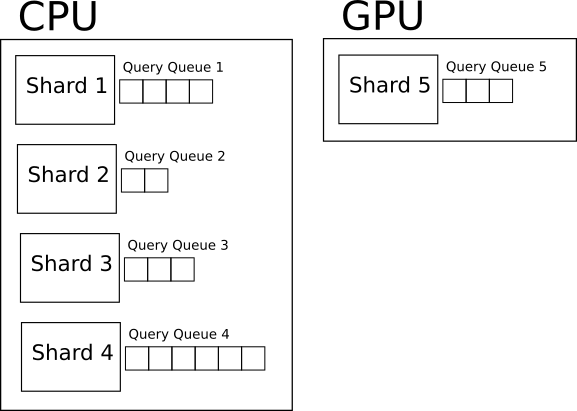 CPU
Shard 1
Query Queue 1
Shard 2
Query Queue 2
Shard 3
Query Queue 3
Shard 4
Query Queue 4
GPU
Shard 5
Query Queue 5